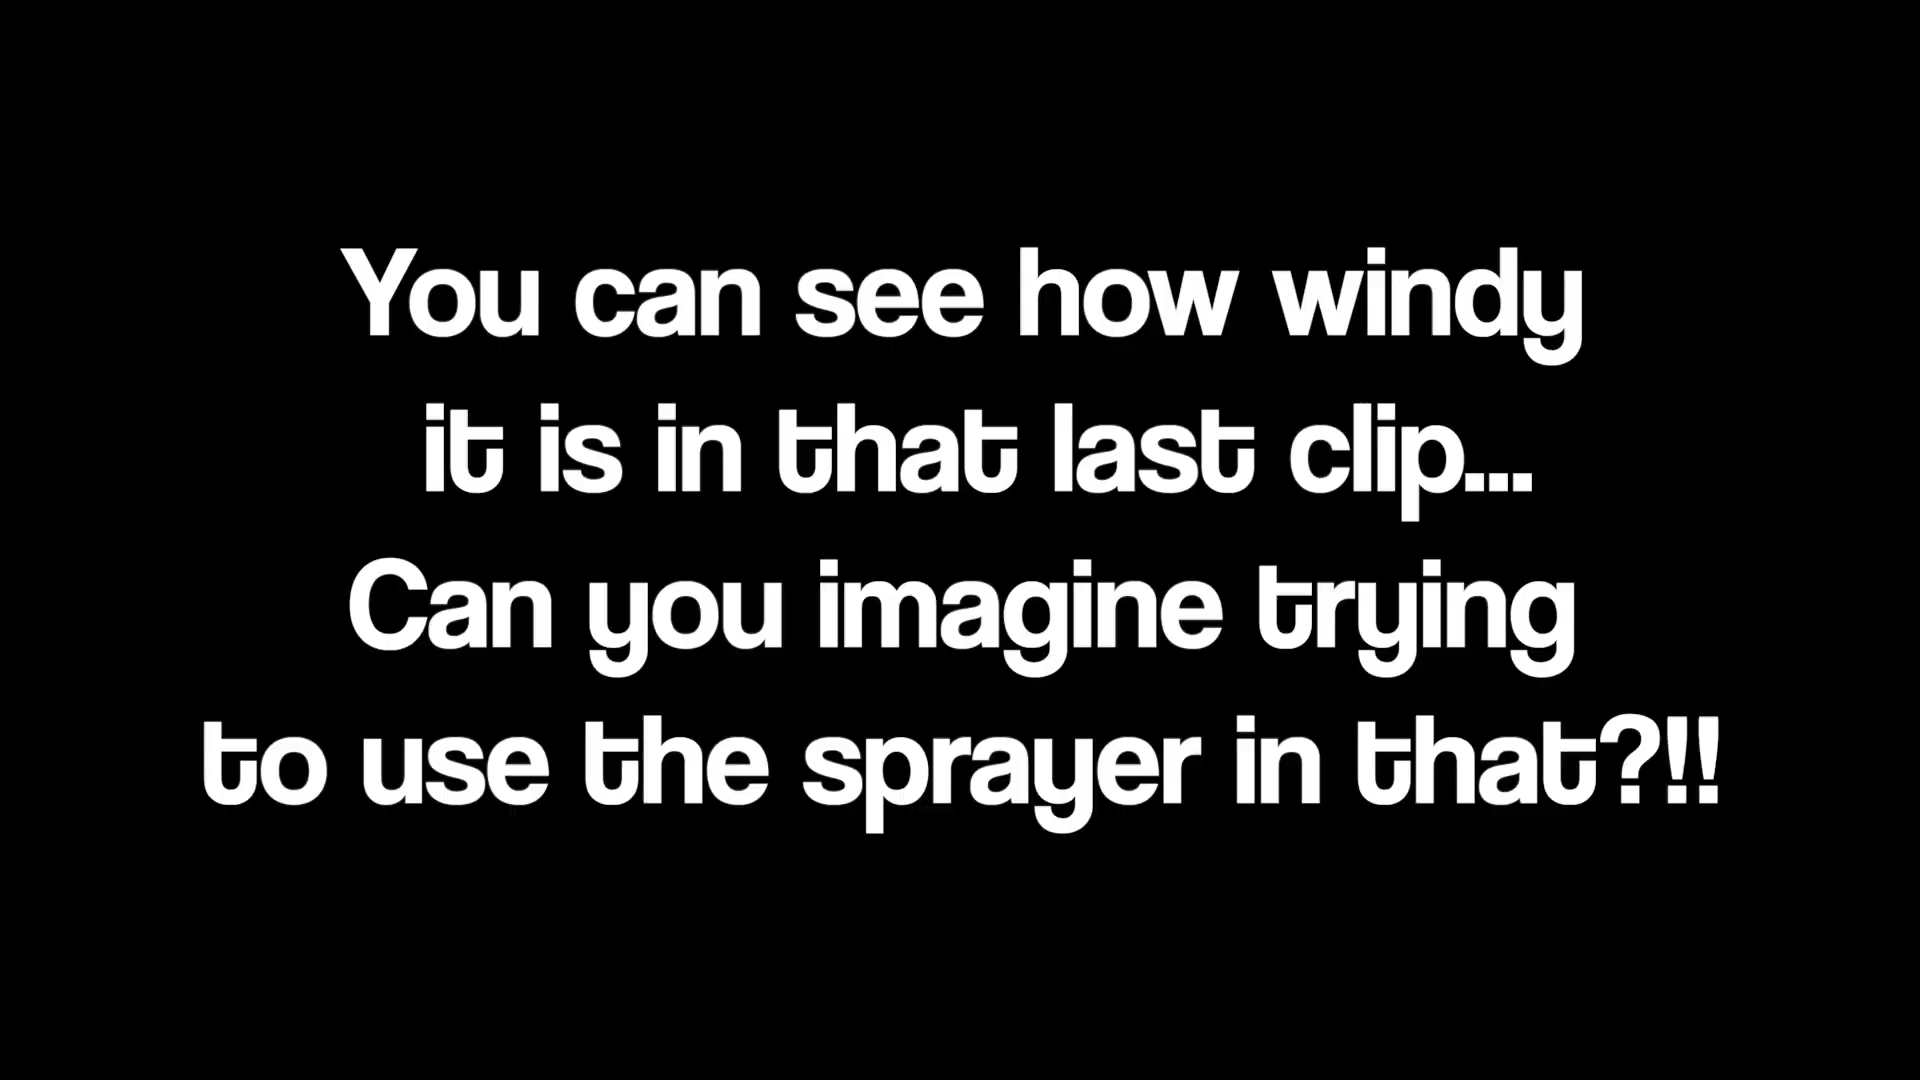 You can see how windy
it is in that last clip...
Can you imagine trying
to use the sprayer in that?!!